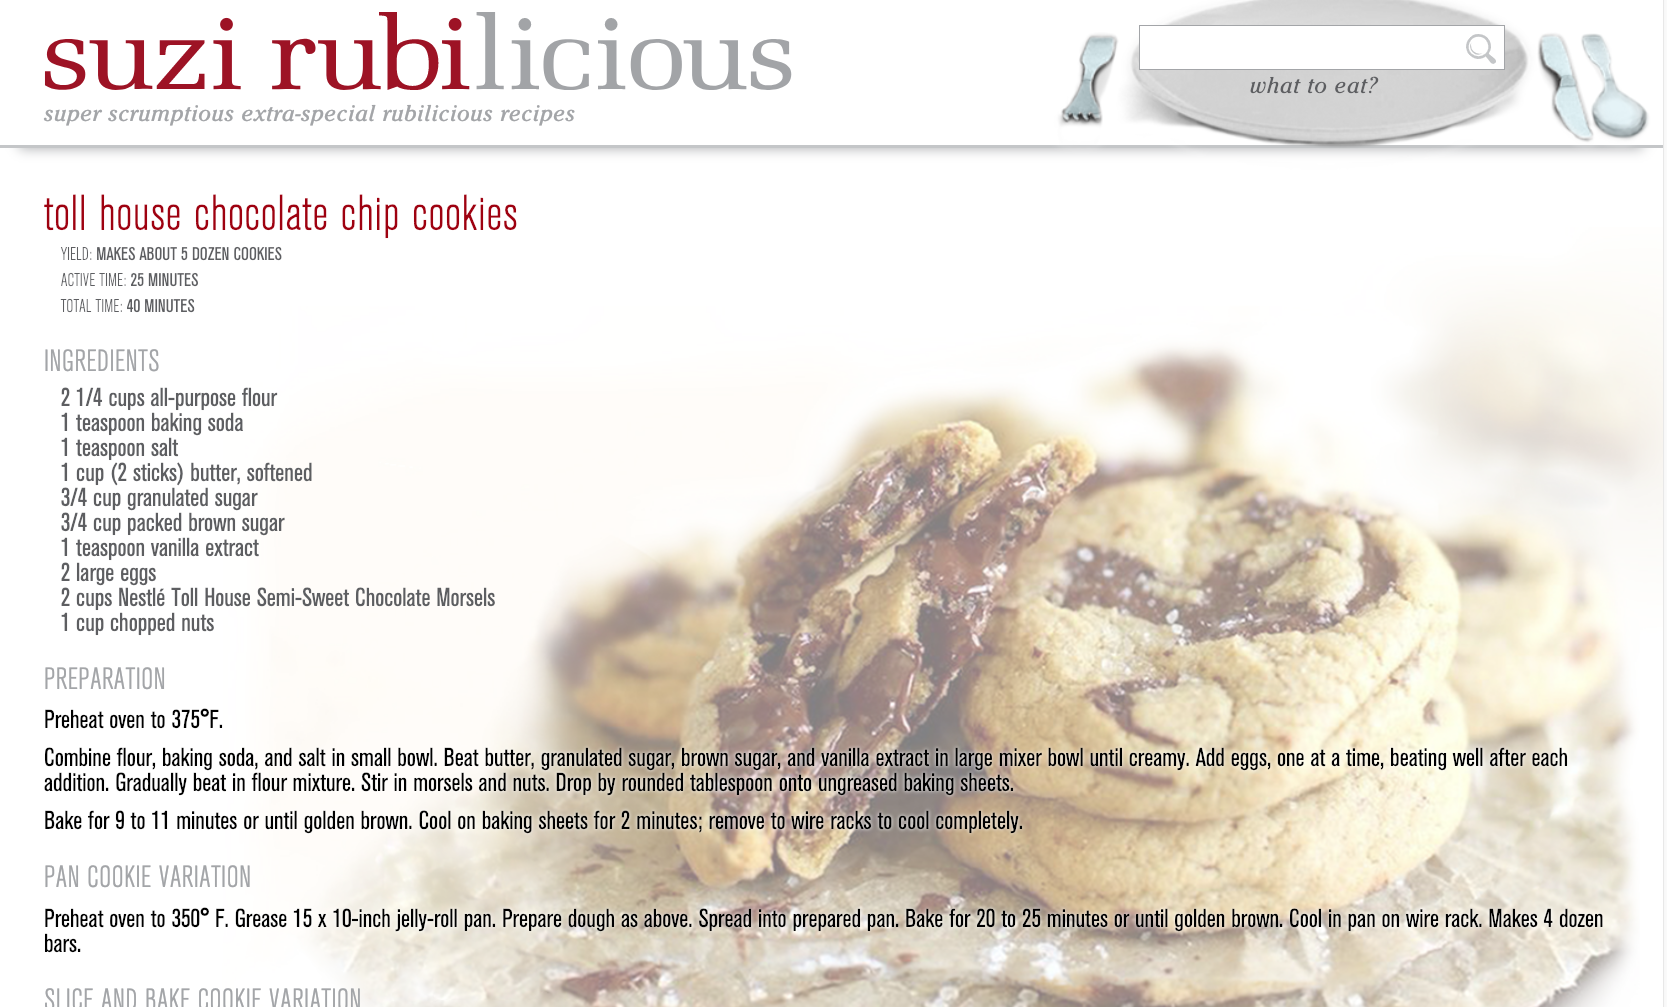 suzi rubilicious
super scrumptious extra-special rubilicious recipes
what to eat?
toll house chocolate chip cookies
YIELD: MAKES ABOUT 5 DOZEN COOKIES
ACTIVE TIME: 25 MINUTES
TOTAL TIME: 40 MINUTES
INGREDIENTS
2 1/4 cups all-purpose flour
1 teaspoon baking soda
1 teaspoon salt
1 cup (2 sticks) butter, softened
3/4 cup granulated sugar
3/4 cup packed brown sugar
1 teaspoon vanilla extract
2 large eggs
2 cups Nestlé Toll House Semi-Sweet Chocolate Morsels
1 cup chopped nuts
PREPARATION
Preheat oven to 375°F.
Combine flour, baking soda, and salt in small bowl. Beat butter, granulated sugar, brown sugar, and vanilla extract in large mixer bowl until creamy. Add eggs, one at a time, beating well after each
addition. Gradually beat in flour mixture. Stir in morsels and nuts. Drop by rounded tablespoon onto ungreased baking sheets.
Bake for 9 to 11 minutes or until golden brown. Cool on baking sheets for 2 minutes; remove to wire racks to cool completely.
PAN COOKIE VARIATION
Preheat oven to 350° F. Grease 15 x 10-inch jelly-roll pan. Prepare dough as above. Spread into prepared pan. Bake for 20 to 25 minutes or until golden brown. Cool in pan on wire rack. Makes 4 dozen
bars.
SLICE AND BAKE COOKIE VARIATION